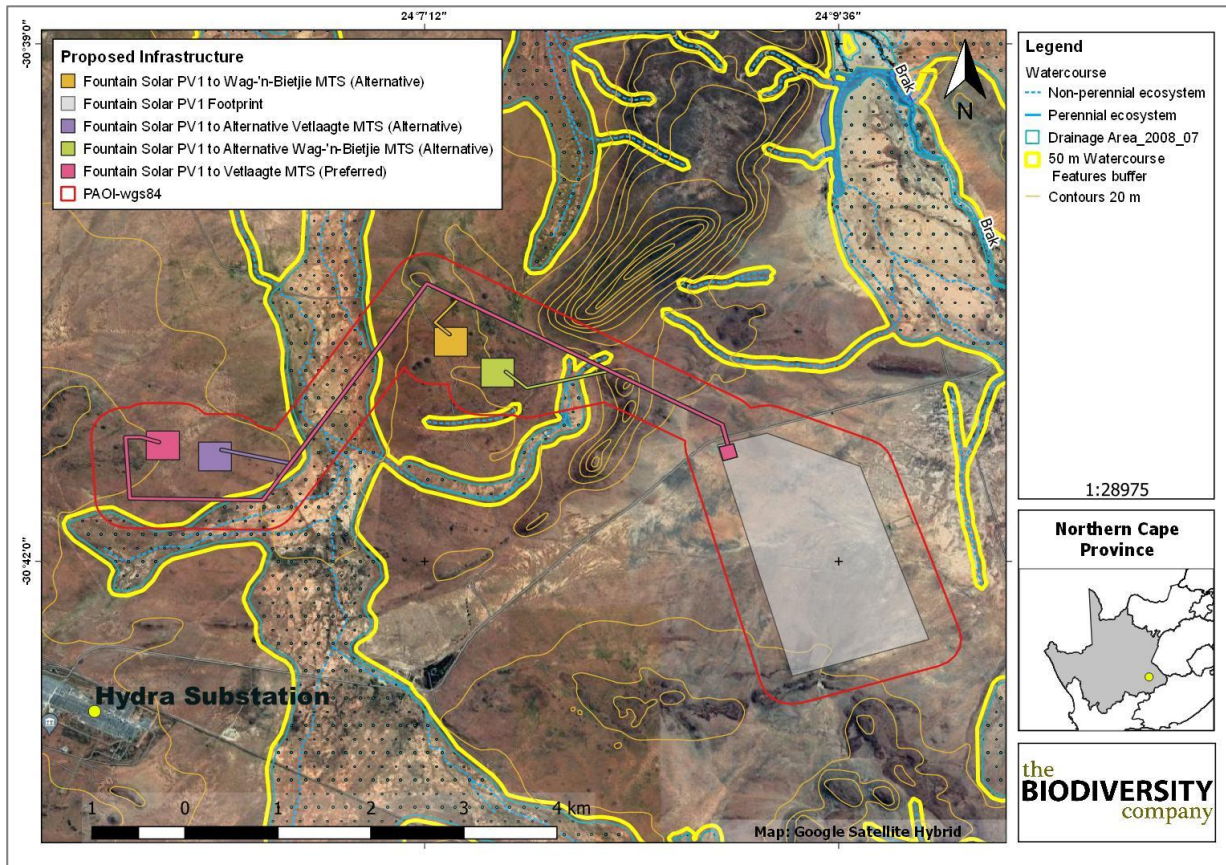 24°7'12"
24°9'36"
-30°39'0"
-30°42'0"
Proposed Infrastructure
Fountain Solar PV1 to Wag-'n-Bietjie MTS (Alternative)
Fountain Solar PV1 Footprint
Fountain Solar PV1 to Alternative Vetlaagte MTS (Alternative)
Fountain Solar PV1 to Alternative Wag-'n-Bietjie MTS (Alternative)
Fountain Solar PV1 to Vetlaagte MTS (Preferred)
PAOI-wgs84
N
Brak
Brak
Hydra Substation
1 0 1 2 3 4 km
Map: Google Satellite Hybrid
Legend
Watercourse
Non-perennial ecosystem
Perennial ecosystem
Drainage Area_2008_07
50 m Watercourse
Features buffer
Contours 20 m
1:28975
Northern Cape
Province
the
BIODIVERSITY
company